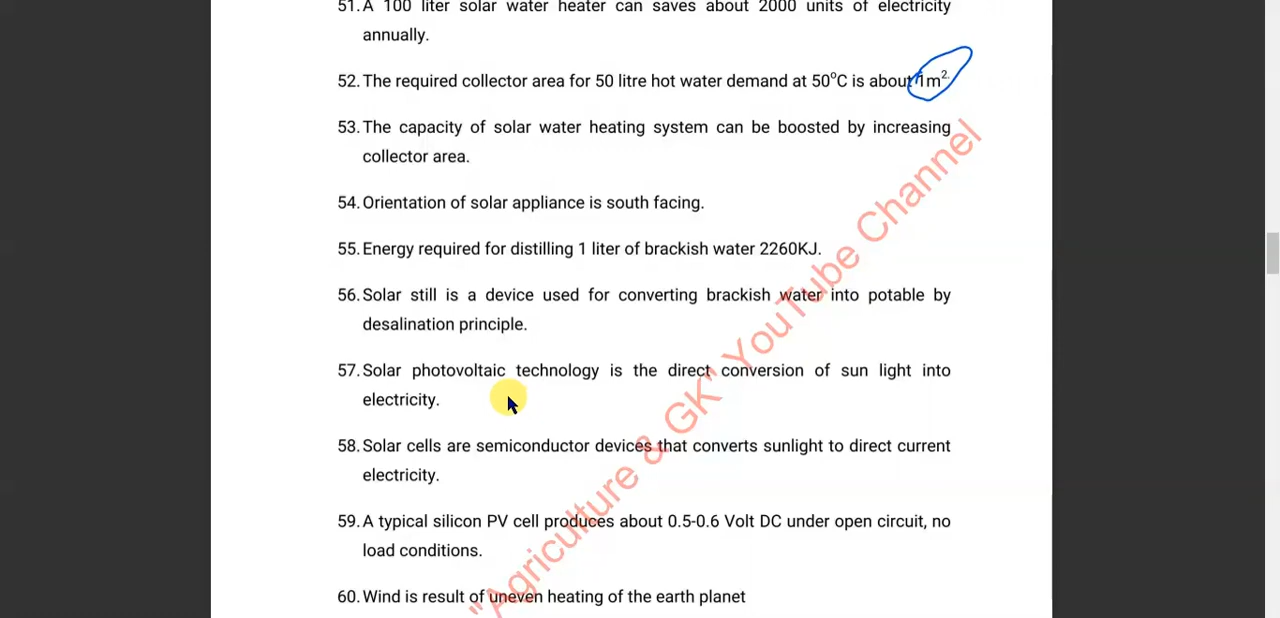 51. A 100 liter solar water heater can saves about 2000 units of electricity
annually.
52. The required collector area for 50 litre hot water demand at 50°C is about 1m².
53. The capacity of solar water heating system can be boosted by increasing
collector area.
54. Orientation of solar appliance is south facing.
55. Energy required for distilling 1 liter of brackish water 2260KJ.
56. Solar still is a device used for converting brackish water into potable by
desalination principle.
57. Solar photovoltaic technology is the direct conversion of sun light into
electricity.
58. Solar cells are semiconductor devices that converts sunlight to direct current
electricity.
59. A typical silicon PV cell produces about 0.5-0.6 Volt DC under open circuit, no
load conditions.
60. Wind is result of uneven heating of the earth planet
"Agriculture & GK" YouTube Channel